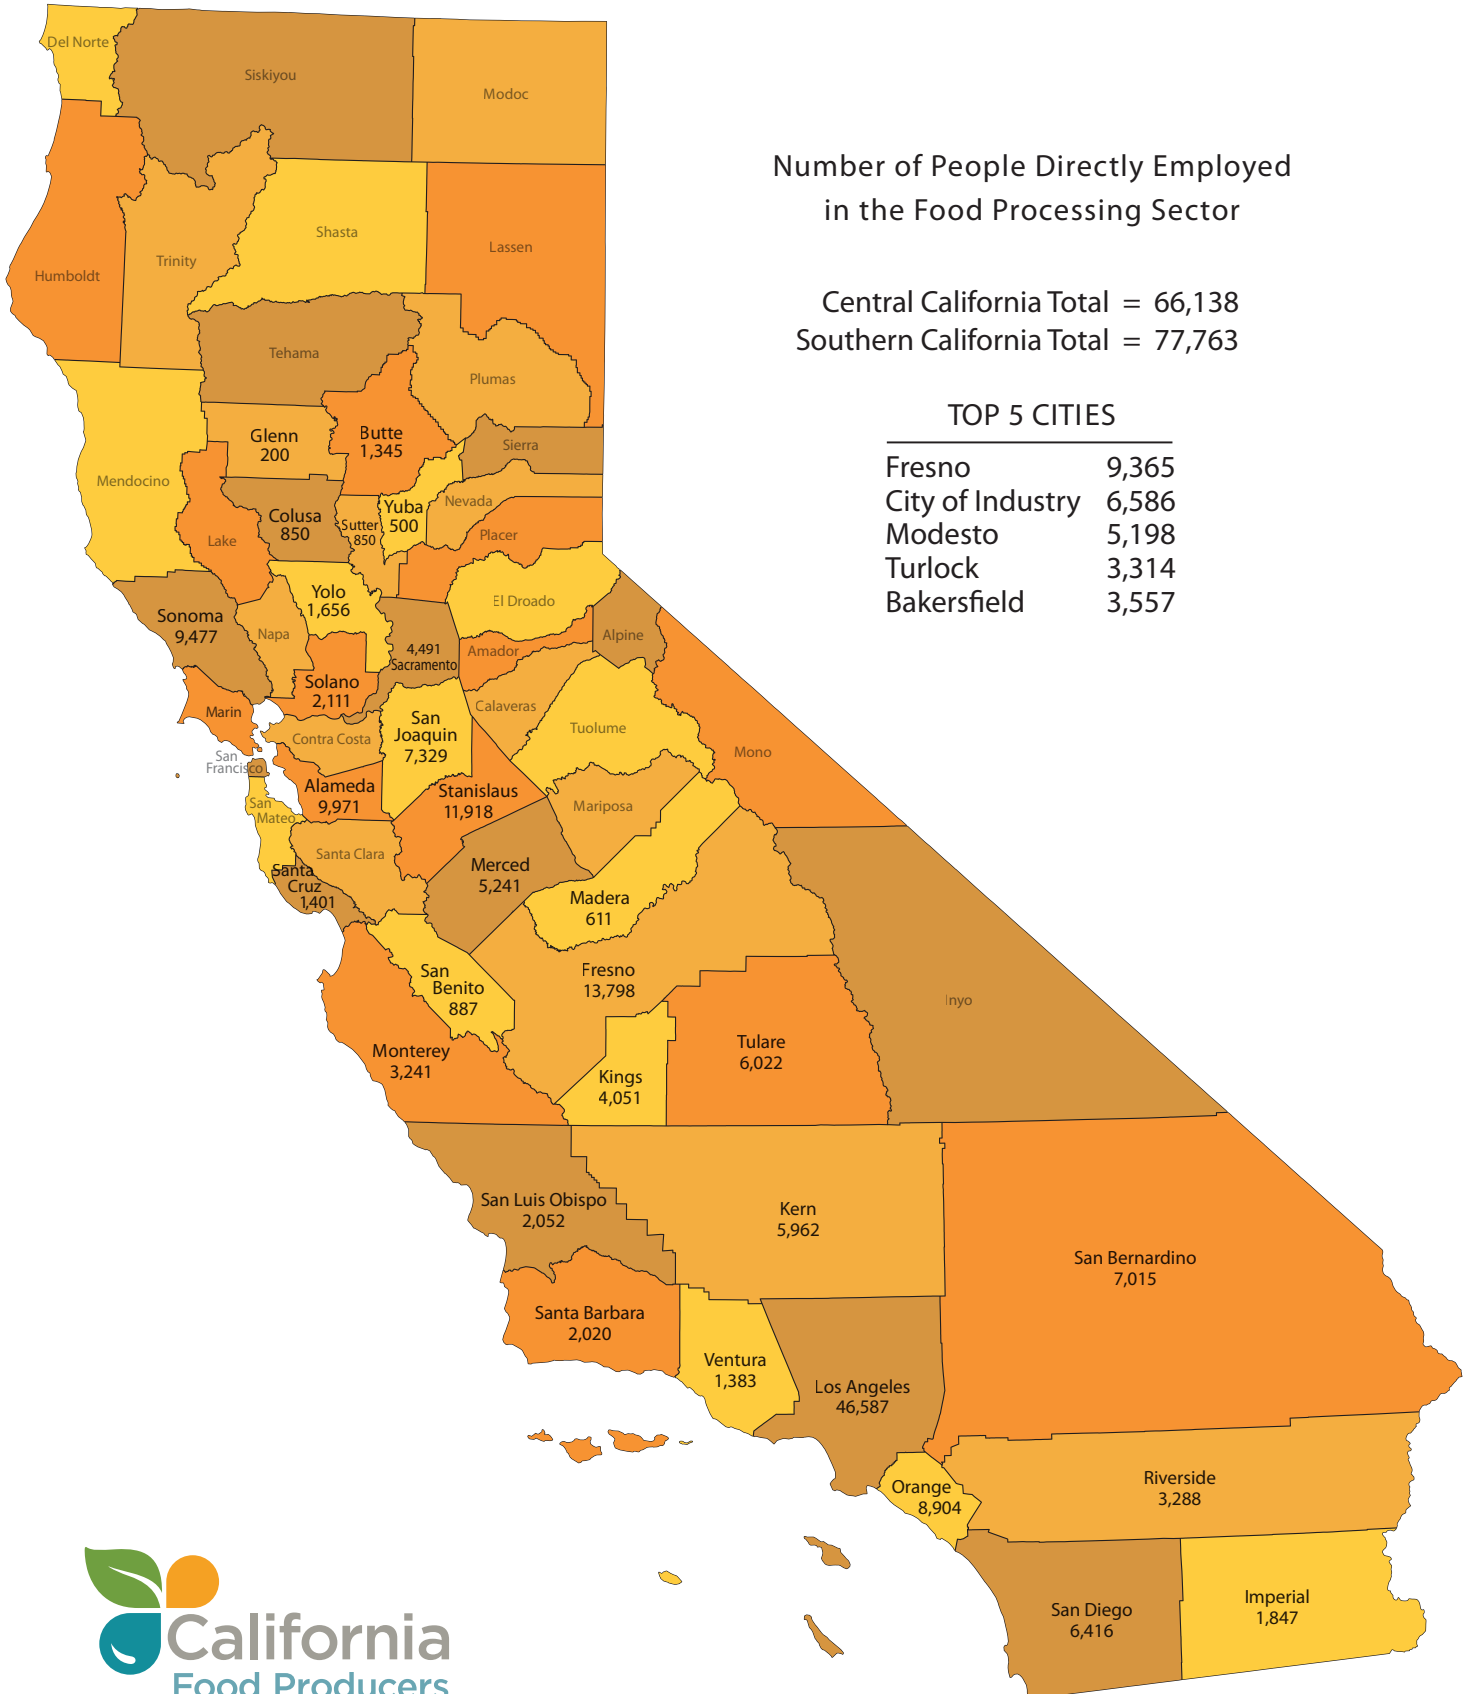 Number of People Directly Employed
in the Food Processing Sector
Central California Total = 66,138
Southern California Total = 77,763
TOP 5 CITIES
Fresno 9,365
City of Industry 6,586
Modesto 5,198
Turlock 3,314
Bakersfield 3,557
Del Norte
Siskiyou
Modoc
Humboldt
Trinity
Shasta
Lassen
Tehama
Plumas
Mendocino
Glenn
200
Butte
1,345
Sierra
Lake
Colusa
850
Sutter
850
Yuba
500
Nevada
Placer
Sonoma
9,477
Napa
Yolo
1,656
El Droado
4,491
Sacramento
Amador
Alpine
Solano
2,111
Marin
Calaveras
San
Joaquin
7,329
Tuolume
Mono
Contra Costa
San
Francisco
Alameda
9,971
Stanislaus
11,918
Mariposa
San
Mateo
Santa Clara
Santa
Cruz
1,401
Merced
5,241
Madera
611
San
Benito
887
Fresno
13,798
Inyo
Monterey
3,241
Kings
4,051
Tulare
6,022
San Luis Obispo
2,052
Kern
5,962
San Bernardino
7,015
Santa Barbara
2,020
Ventura
1,383
Los Angeles
46,587
Orange
8,904
Riverside
3,288
San Diego
6,416
Imperial
1,847
California
Food Producers